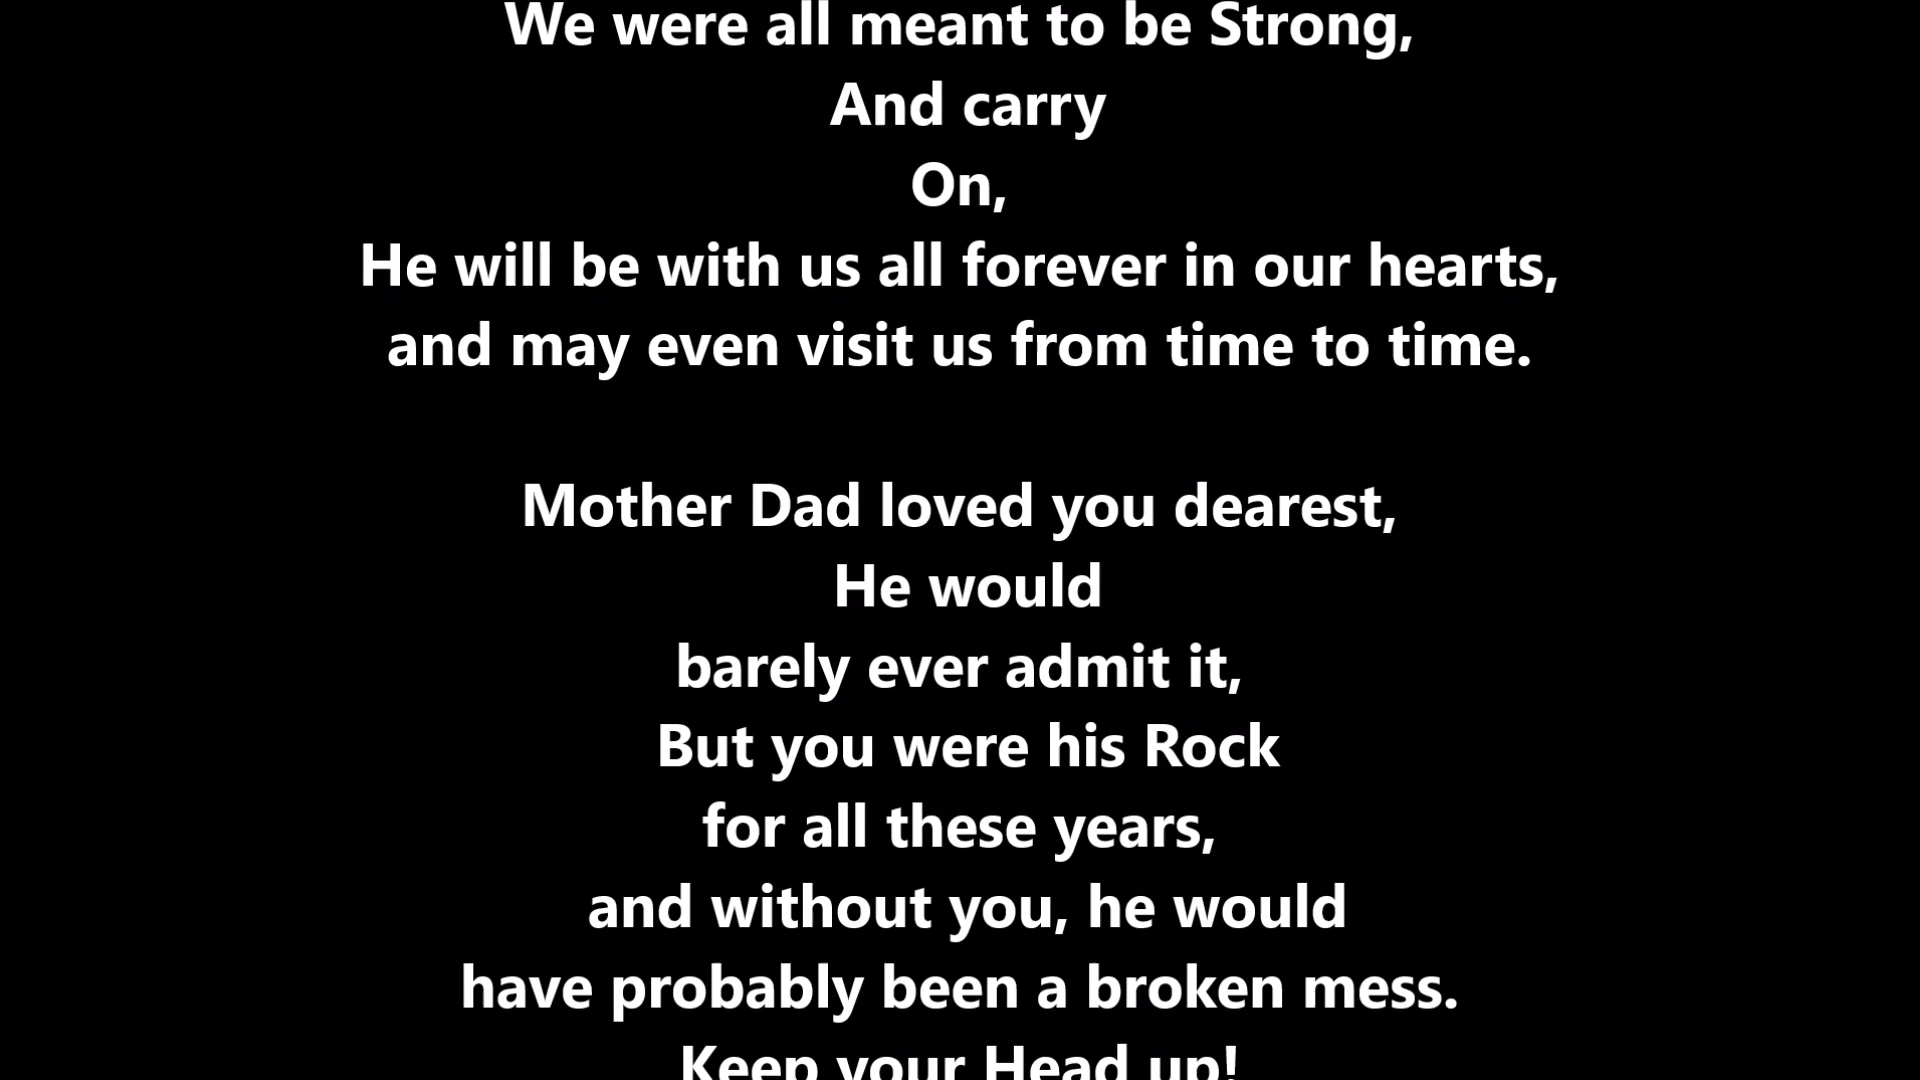 We were all meant to be Strong,
And carry
On,
He will be with us all forever in our hearts,
and may even visit us from time to time.
Mother Dad loved you dearest,
He would
barely ever admit it,
But you were his Rock
for all these years,
and without you, he would
have probably been a broken mess.
Keep your Head up!